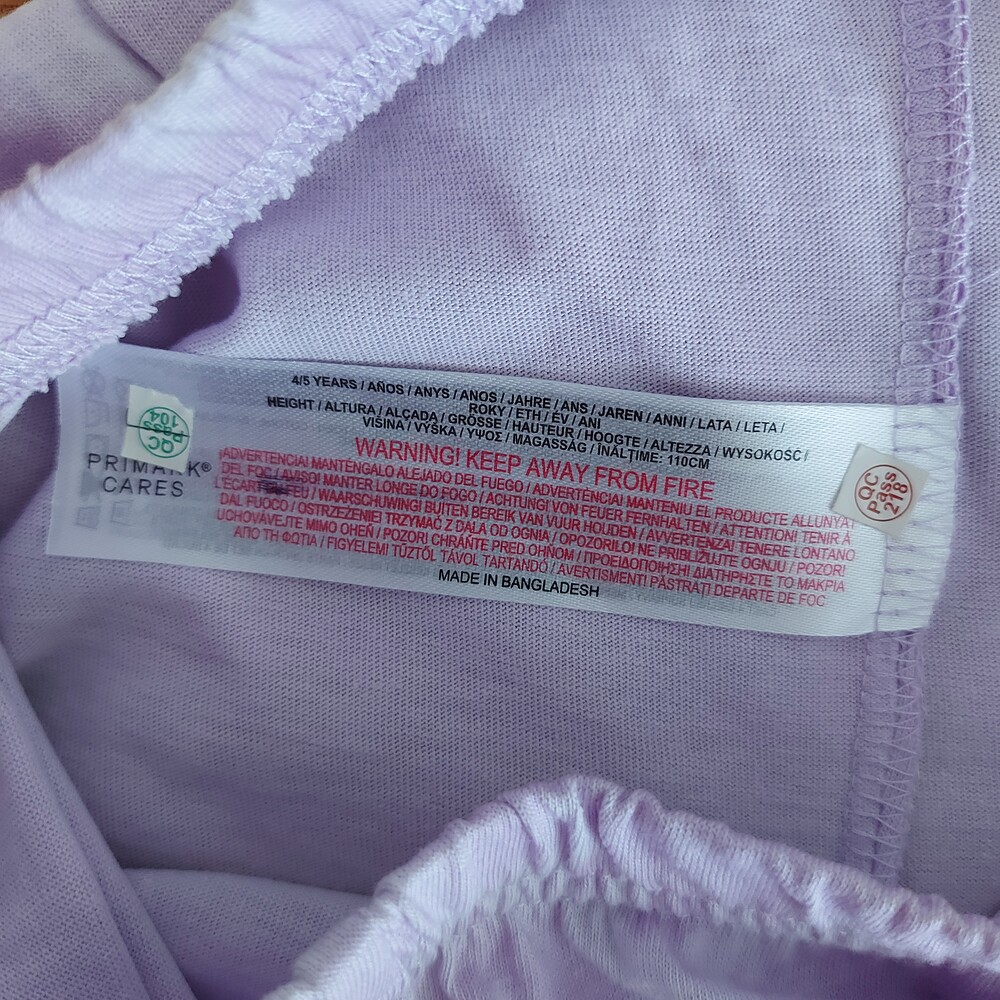 4/5 YEARS / AÑOS / ANYS / ANOS / JAHRE / ANS / JAREN / ANNI / LATA / LETA /
ROKY / ΕΤΗ / ÉV / ANI
HEIGHT / ALTURA / ALÇADA / GRÖSSE / HAUTEUR / HOOGTE / ALTEZZA / WYSOKOŚĆ /
VIŠINA / VÝŠKA / ΥΨΟΣ / MAGASSÁG / ÎNĂLȚIME: 110CM
WARNING! KEEP AWAY FROM FIRE
¡ADVERTENCIA! MANTÉNGALO ALEJADO DEL FUEGO / ADVERTÈNCIA! MANTENIU EL PRODUCTE ALLUNYAT
DEL FOC / AVISO! MANTER LONGE DO FOGO / ACHTUNG! VON FEUER FERNHALTEN / ATTENTION! TENIR À
L'ÉCART FEU / WAARSCHUWING! BUITEN BEREIK VAN VUUR HOUDEN / AVVERTENZA! TENERE LONTANO
DAL FUOCO / OSTRZEŻENIE! TRZYMAĆ Z DALA OD OGNIA / OPOZORILO! NE PRIBLIŽUJTE OGNJU / POZOR!
UCHOVÁVEJTE MIMO OHEŇ / POZOR! CHRÁŇTE PRED OHŇOM / ΠΡΟΕΙΔΟΠΟΙΗΣΗ! ΔΙΑΤΗΡΗΣΤΕ ΤΟ ΜΑΚΡΙΑ
ΑΠΟ ΤΗ ΦΩΤΙΑ / FIGYELEM! TŰZTŐL TÁVOL TARTANDÓ / AVERTISMENT! PĂSTRAȚI DEPARTE DE FOC
MADE IN BANGLADESH
PRIMARK®
CARES
QC
Pass
104
QC
Pass
218